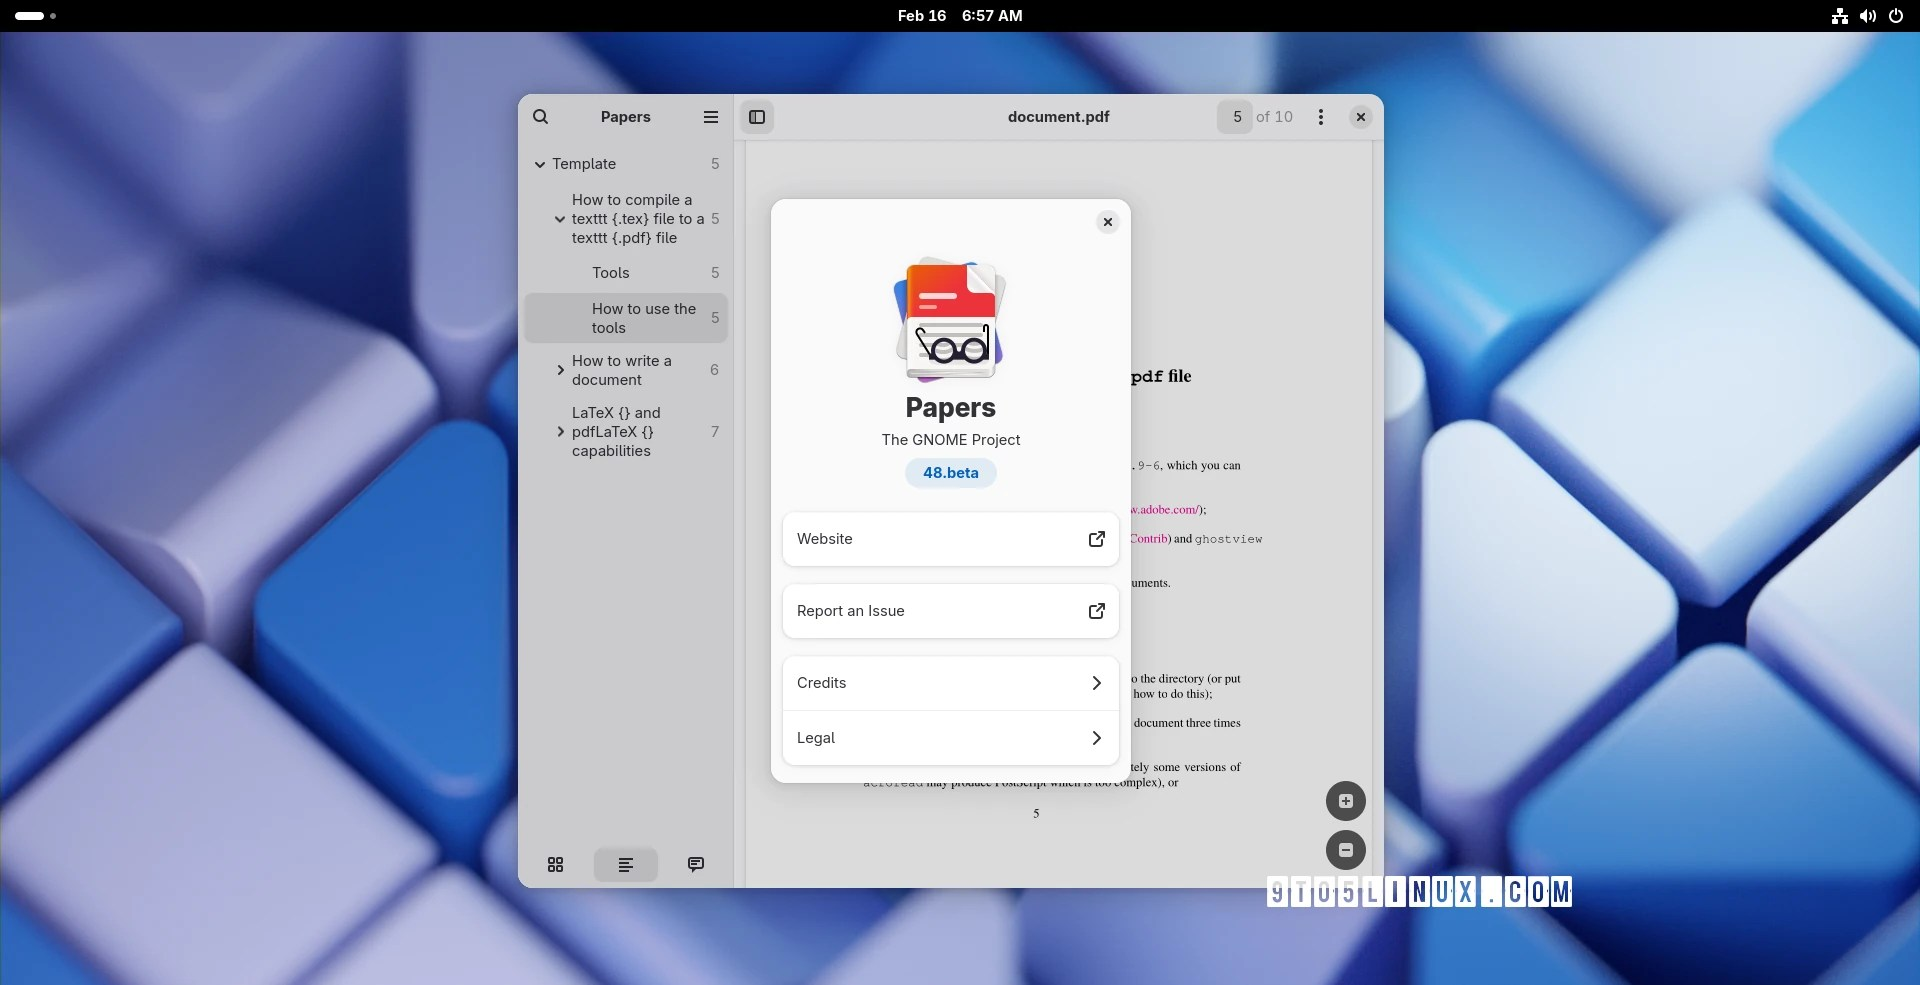 Feb 16 6:57 AM
Papers
document.pdf
5 of 10
Template 5
How to compile a
texttt {.tex} file to a 5
texttt {.pdf} file
Tools 5
How to use the
tools 5
How to write a
document 6
LaTeX {} and
pdfLaTeX {} 7
capabilities
Papers
The GNOME Project
48.beta
Website
Report an Issue
Credits
Legal
pdf file
. 9-6, which you can
w.adobe.com/);
Contrib) and ghostview
uments.
o the directory (or put
how to do this);
document three times
tely some versions of
acroread may produce PostScript which is too complex), or
5
9TO5LINUX.COM